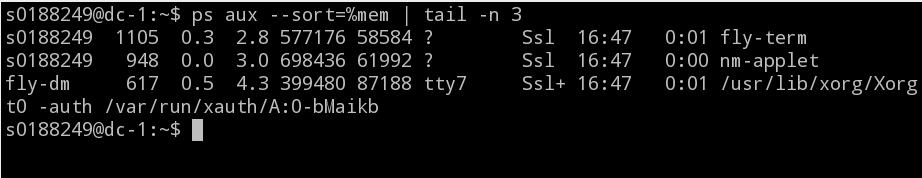 s0188249@dc-1:~$ ps aux --sort=%mem | tail -n 3
s0188249  1105  0.3  2.8 577176 58584 ?        Ssl  16:47   0:01 fly-term
s0188249   948  0.0  3.0 698436 61992 ?        Ssl  16:47   0:00 nm-applet
fly-dm     617  0.5  4.3 399480 87188 tty7     Ssl+ 16:47   0:01 /usr/lib/xorg/Xorg
t0 -auth /var/run/xauth/A:0-bMaikb
s0188249@dc-1:~$